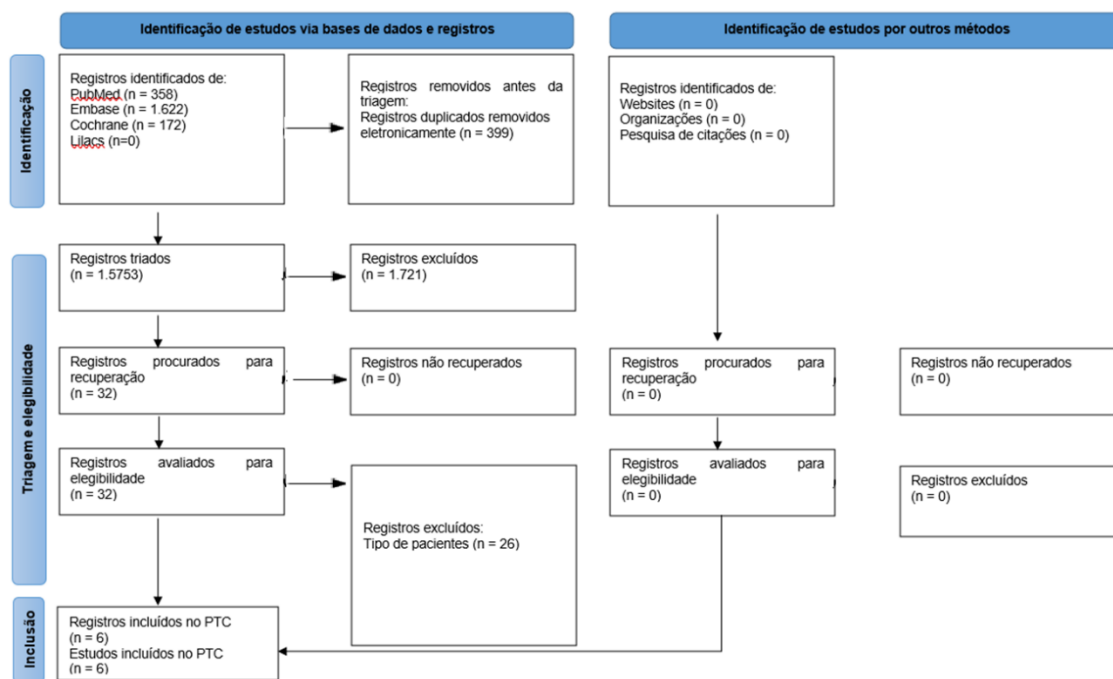 Identificação de estudos via bases de dados e registros
Identificação de estudos por outros métodos
Identificação
Registros identificados de:
PubMed (n = 358)
Embase (n = 1.622)
Cochrane (n = 172)
Lilacs (n=0)
Registros removidos antes da
triagem:
Registros duplicados removidos
eletronicamente (n = 399)
Registros identificados de:
Websites (n = 0)
Organizações (n = 0)
Pesquisa de citações (n = 0)
Triagem e elegibilidade
Registros triados
(n = 1.5753)
Registros excluídos
(n = 1.721)
Registros procurados para
recuperação
(n = 32)
Registros não recuperados
(n = 0)
Registros procurados para
recuperação
(n = 0)
Registros não recuperados
(n = 0)
Registros avaliados para
elegibilidade
(n = 32)
Registros excluídos:
Tipo de pacientes (n = 26)
Registros avaliados para
elegibilidade
(n = 0)
Registros excluídos
(n = 0)
Inclusão
Registros incluídos no PTC
(n = 6)
Estudos incluídos no PTC
(n = 6)